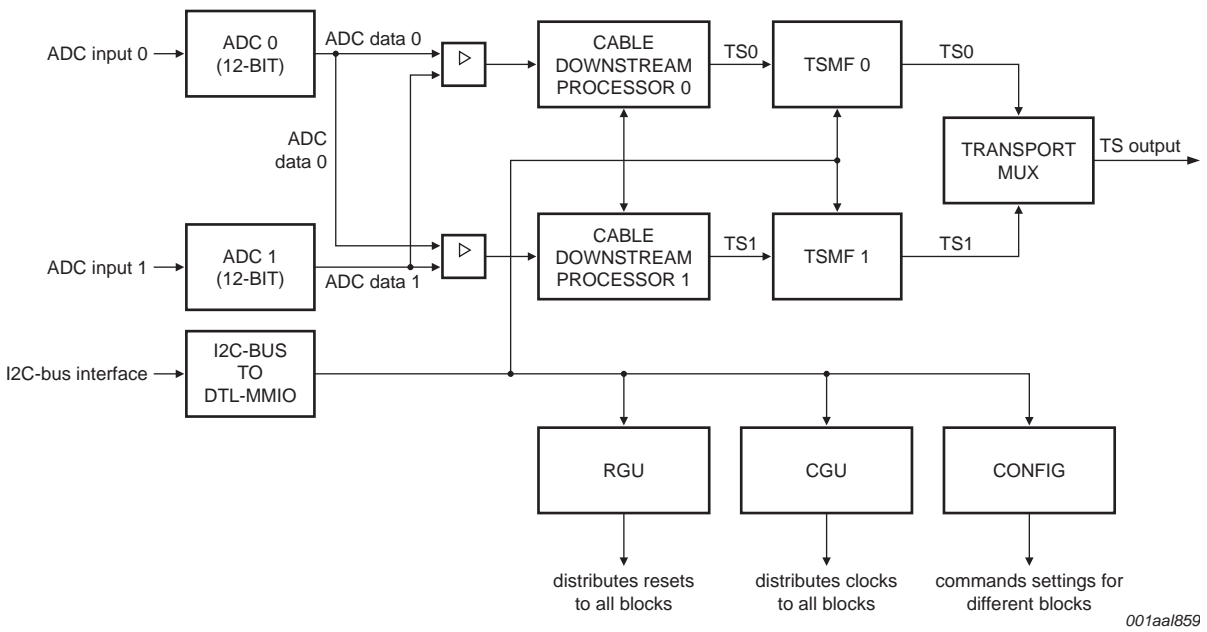 ADC input 0
ADC 0
(12-BIT)
ADC data 0
CABLE
DOWNSTREAM
PROCESSOR 0
TS0
TSMF 0
TS0
ADC
data 0
TRANSPORT
MUX
TS output
ADC input 1
ADC 1
(12-BIT)
ADC data 1
CABLE
DOWNSTREAM
PROCESSOR 1
TS1
TSMF 1
TS1
I2C-bus interface
I2C-BUS
TO
DTL-MMIO
RGU
CGU
CONFIG
distributes resets
to all blocks
distributes clocks
to all blocks
commands settings for
different blocks
001aal859